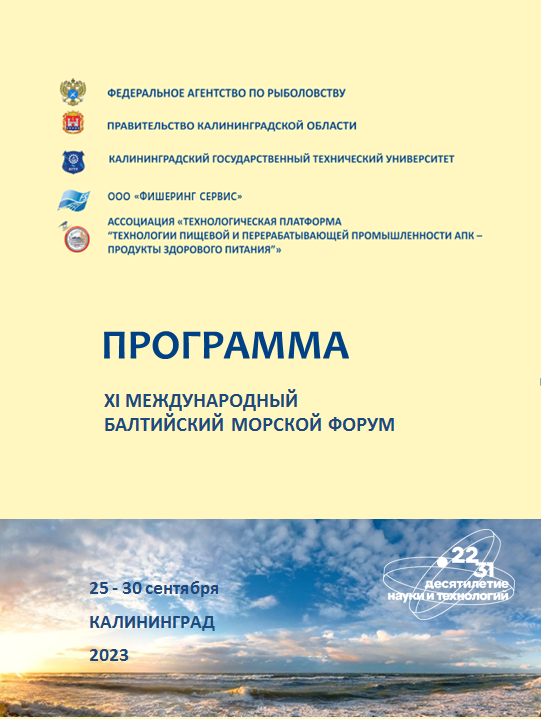 ФЕДЕРАЛЬНОЕ АГЕНТСТВО ПО РЫБОЛОВСТВУ
ПРАВИТЕЛЬСТВО КАЛИНИНГРАДСКОЙ ОБЛАСТИ
КАЛИНИНГРАДСКИЙ ГОСУДАРСТВЕННЫЙ ТЕХНИЧЕСКИЙ УНИВЕРСИТЕТ
ООО «ФИШЕРИНГ СЕРВИС»
АССОЦИАЦИЯ «ТЕХНОЛОГИЧЕСКАЯ ПЛАТФОРМА
“ТЕХНОЛОГИИ ПИЩЕВОЙ И ПЕРЕРАБАТЫВАЮЩЕЙ ПРОМЫШЛЕННОСТИ АПК –
ПРОДУКТЫ ЗДОРОВОГО ПИТАНИЯ”»
ПРОГРАММА
XI МЕЖДУНАРОДНЫЙ
БАЛТИЙСКИЙ МОРСКОЙ ФОРУМ
22
31
десятилетие
науки и технологий
25 - 30 сентября
КАЛИНИНГРАД
2023